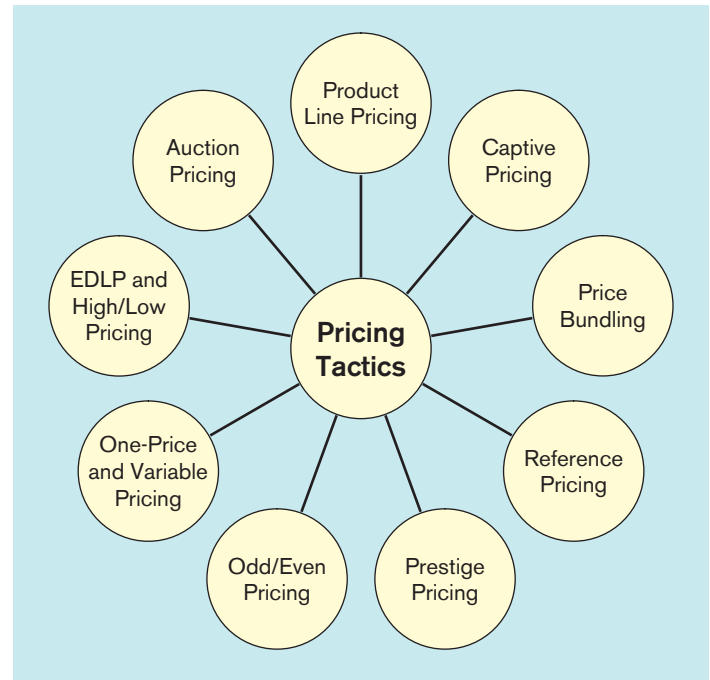 Product
Line Pricing
Captive
Pricing
Price
Bundling
Reference
Pricing
Prestige
Pricing
Odd/Even
Pricing
One-Price
and Variable
Pricing
EDLP and
High/Low
Pricing
Auction
Pricing
Pricing
Tactics